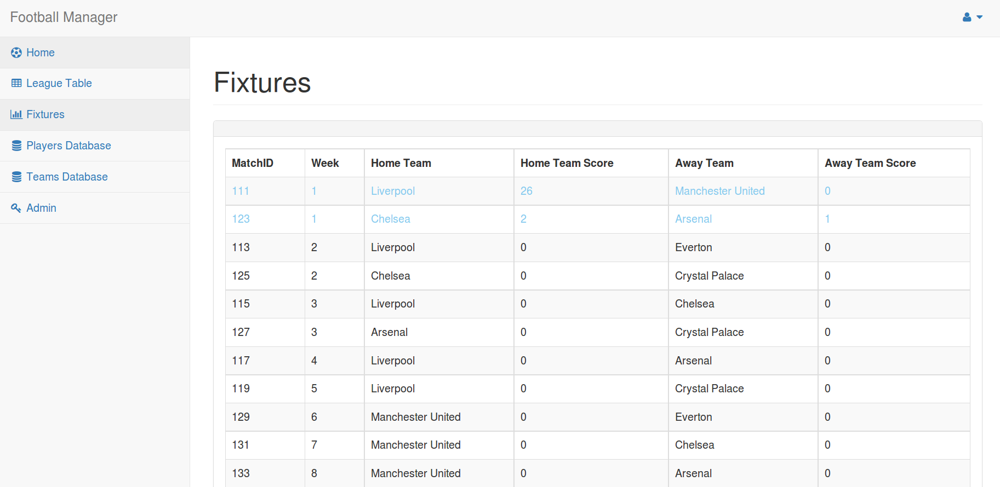 Football Manager
Home
League Table
Fixtures
Players Database
Teams Database
Admin
Fixtures
MatchID Week Home Team Home Team Score Away Team Away Team Score
111 1 Liverpool 26 Manchester United 0
123 1 Chelsea 2 Arsenal 1
113 2 Liverpool 0 Everton 0
125 2 Chelsea 0 Crystal Palace 0
115 3 Liverpool 0 Chelsea 0
127 3 Arsenal 0 Crystal Palace 0
117 4 Liverpool 0 Arsenal 0
119 5 Liverpool 0 Crystal Palace 0
129 6 Manchester United 0 Everton 0
131 7 Manchester United 0 Chelsea 0
133 8 Manchester United 0 Arsenal 0